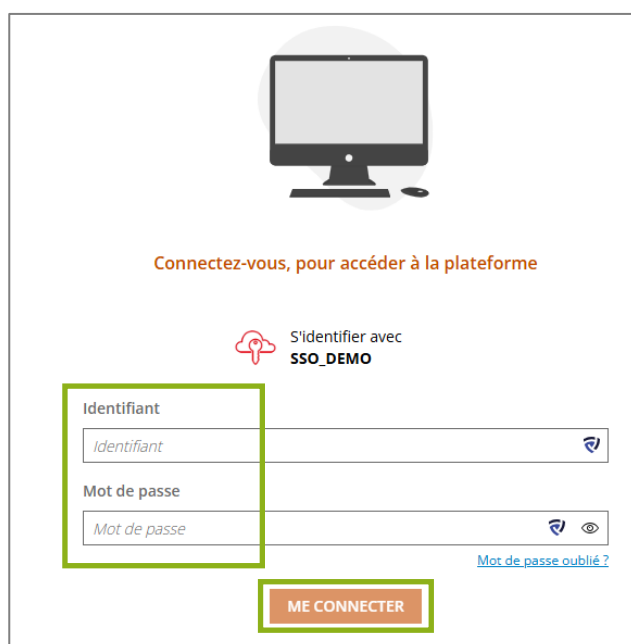 Connectez-vous, pour accéder à la plateforme
S'identifier avec
SSO_DEMO
Identifiant
Identifiant
Mot de passe
Mot de passe
Mot de passe oublié ?
ME CONNECTER